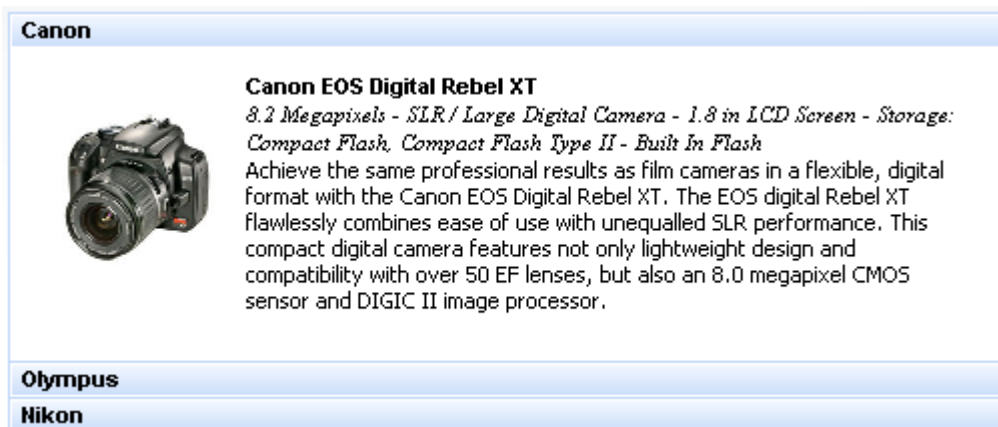 Canon
Canon EOS Digital Rebel XT
8.2 Megapixels - SLR / Large Digital Camera - 1.8 in LCD Screen - Storage:
Compact Flash, Compact Flash Type II - Built In Flash
Achieve the same professional results as film cameras in a flexible, digital
format with the Canon EOS Digital Rebel XT. The EOS digital Rebel XT
flawlessly combines ease of use with unequalled SLR performance. This
compact digital camera features not only lightweight design and
compatibility with over 50 EF lenses, but also an 8.0 megapixel CMOS
sensor and DIGIC II image processor.
Olympus
Nikon